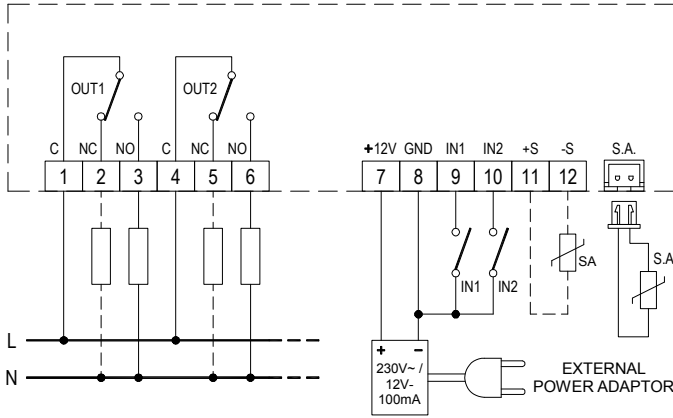 OUT1 OUT2
C NC NO C NC NO +12V GND IN1 IN2 +S -S S.A.
1 2 3 4 5 6 7 8 9 10 11 12
SA S.A.
IN1 IN2
L
N
+ −
230V~ /
12V-
100mA
EXTERNAL
POWER ADAPTOR